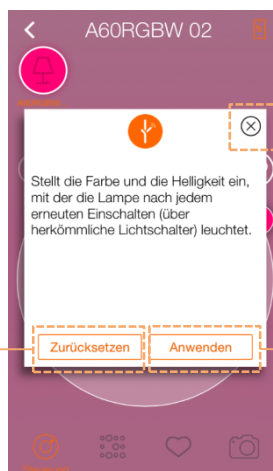 A60RGBW 02
Stellt die Farbe und die Helligkeit ein,
mit der die Lampe nach jedem
erneuten Einschalten (über
herkömmliche Lichtschalter) leuchtet.
Zurücksetzen
Anwenden